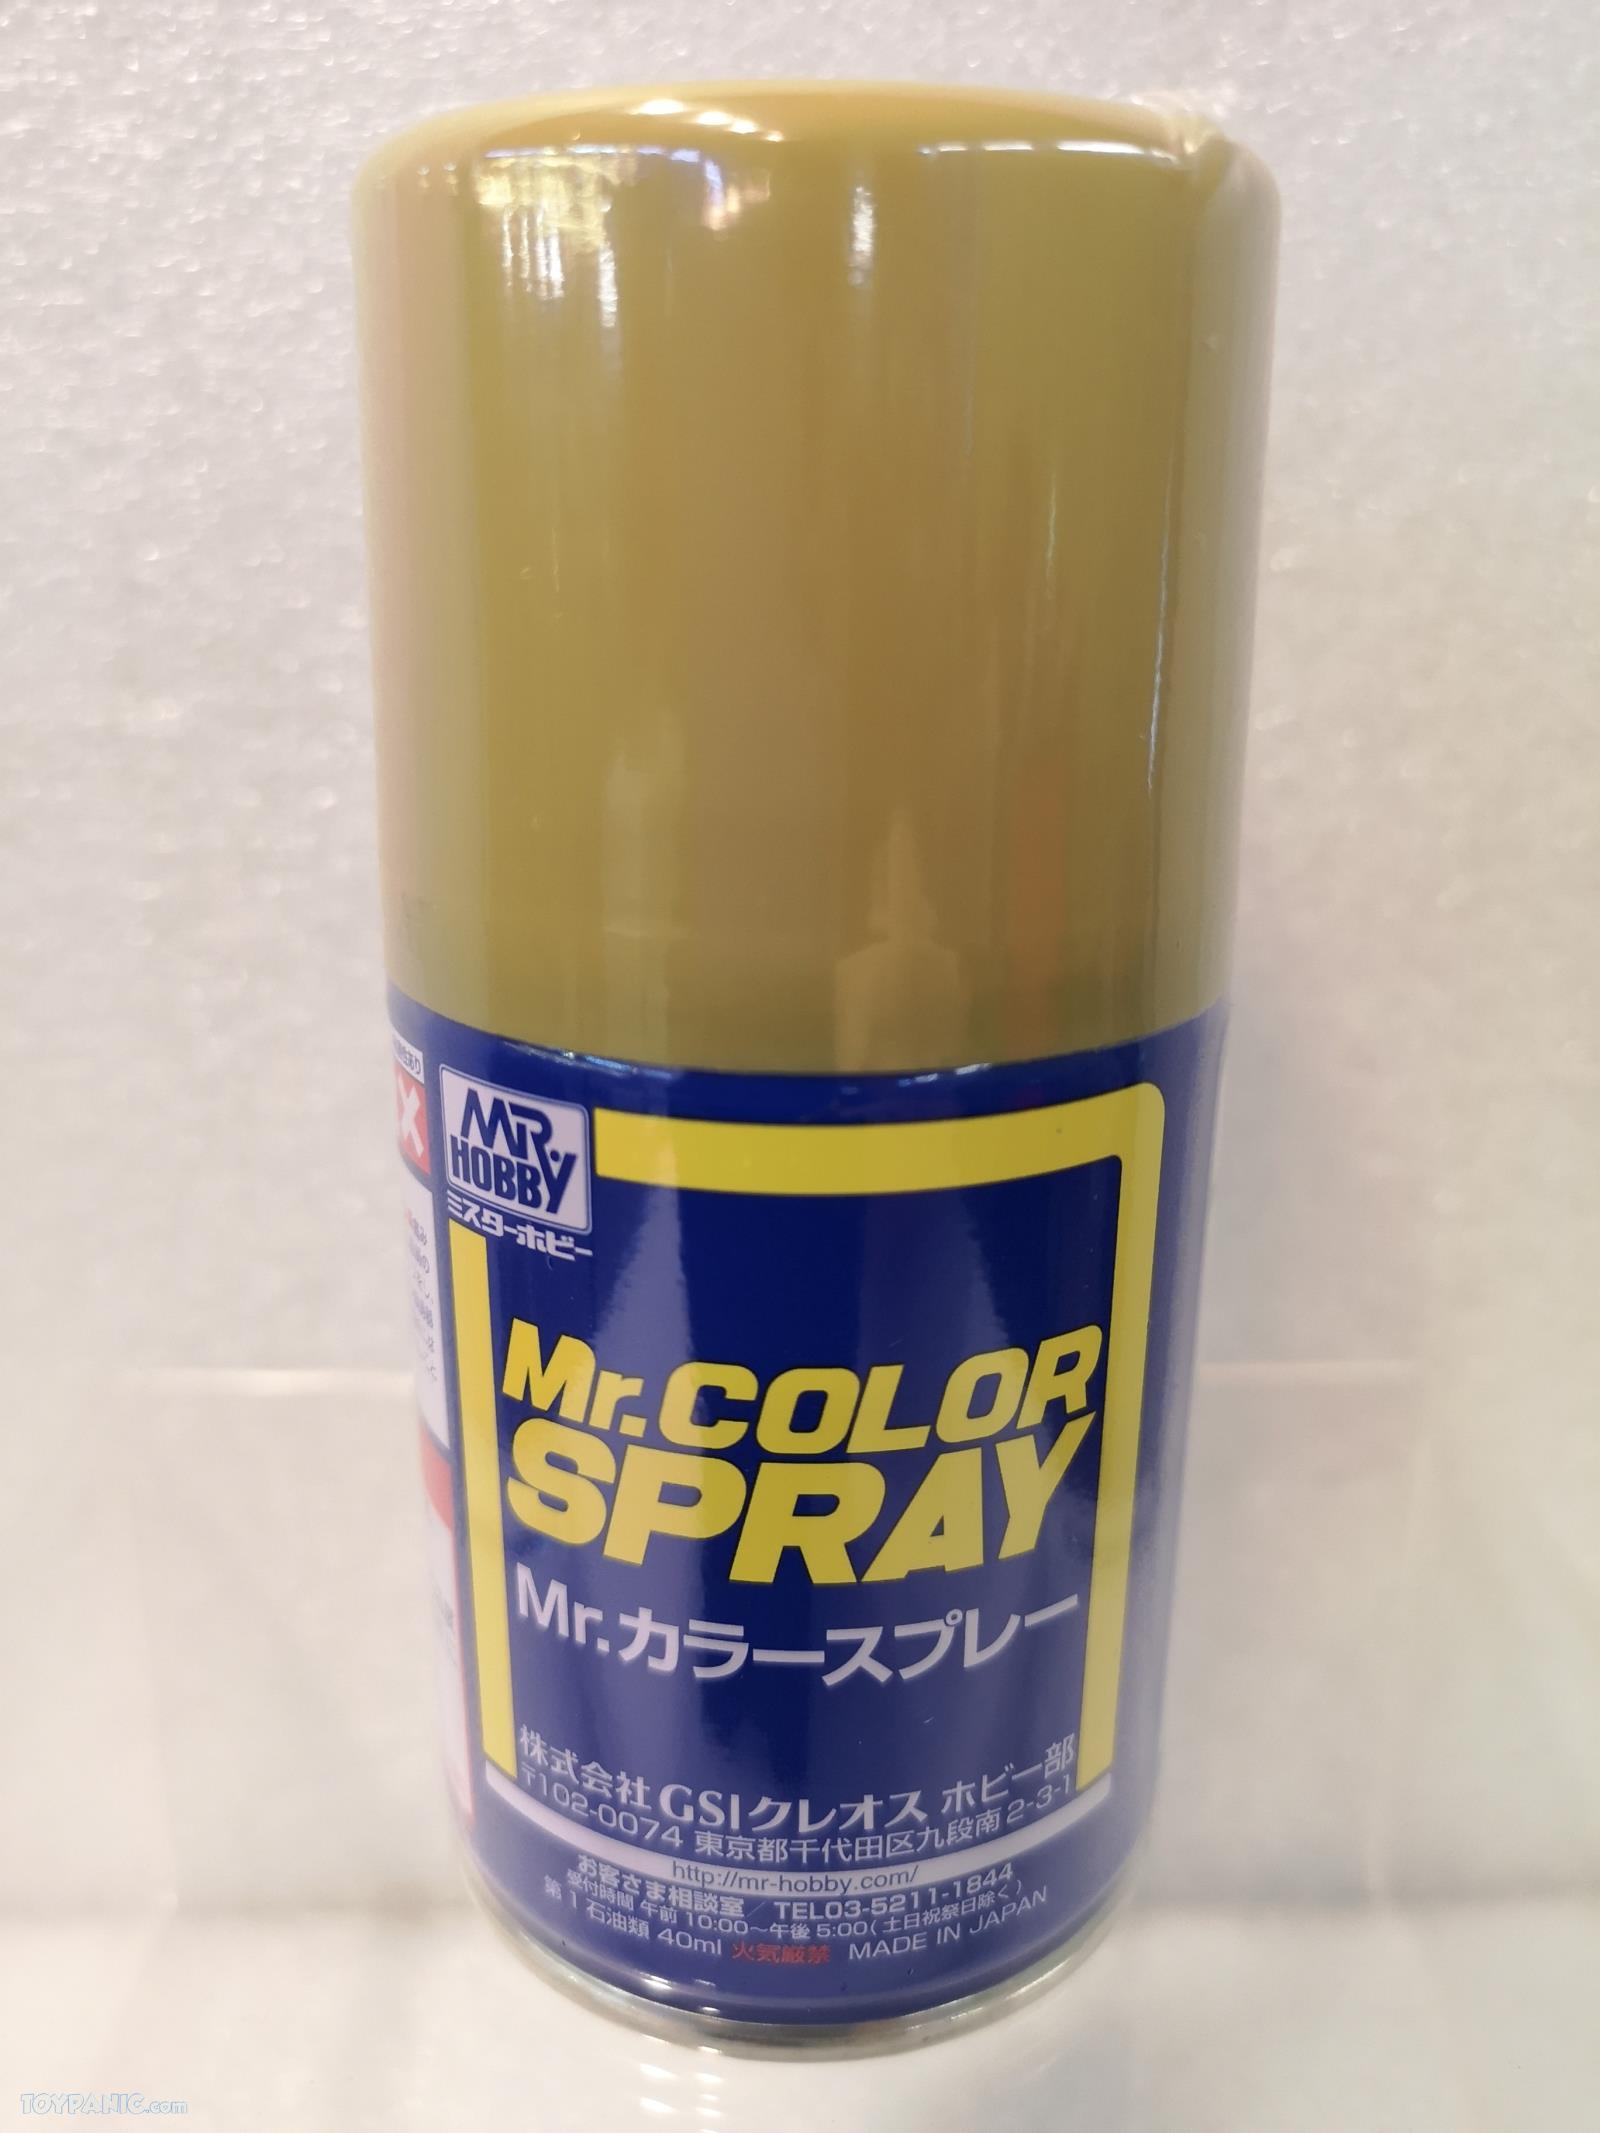 MR.
HOBBY
ミスターホビー
Mr.COLOR
SPRAY
Mr.カラースプレー
株式会社 GSIクレオス ホビー部
〒102-0074 東京都千代田区九段南2-3-1
http://mr-hobby.com/
お客さま相談室/TEL03-5211-1844
受付時間 午前10:00～午後5:00(土日祝祭日除く)
第1石油類 40ml 火気厳禁 MADE IN JAPAN
TOYPANIC.com